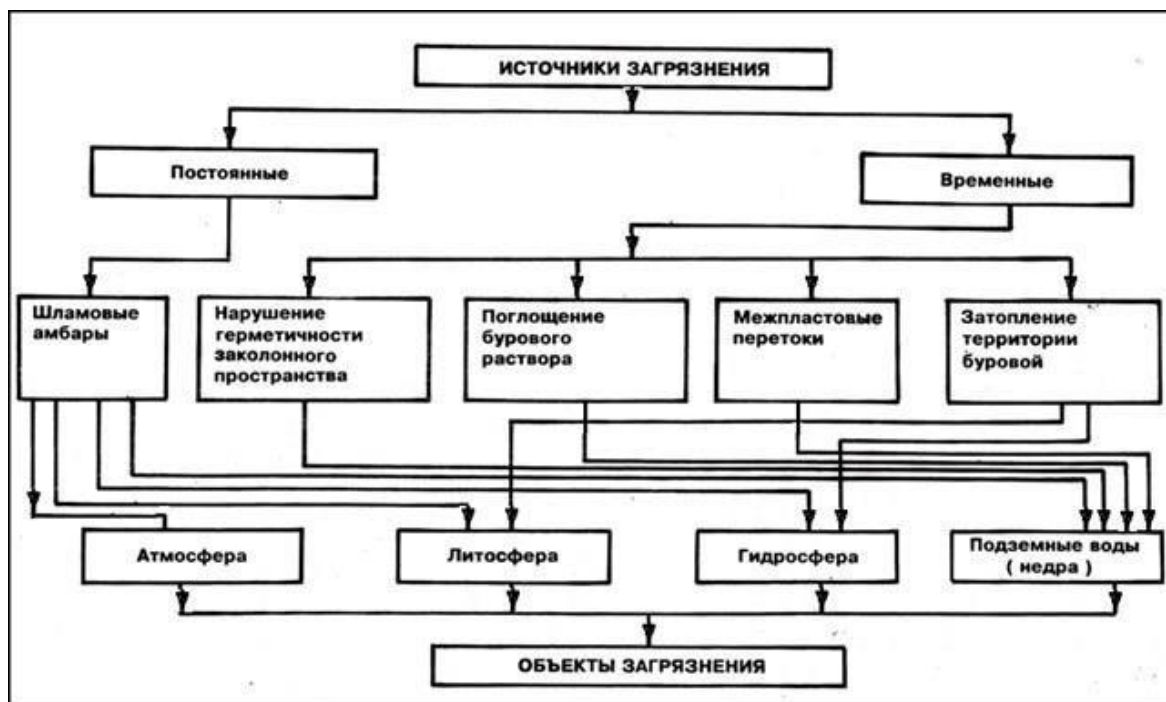 ИСТОЧНИКИ ЗАГРЯЗНЕНИЯ
Постоянные
Временные
Шламовые
амбары
Нарушение
герметичности
заколонного
пространства
Поглощение
бурового
раствора
Межпластовые
перетоки
Затопление
территории
буровой
Атмосфера
Литосфера
Гидросфера
Подземные воды
( недра )
ОБЪЕКТЫ ЗАГРЯЗНЕНИЯ